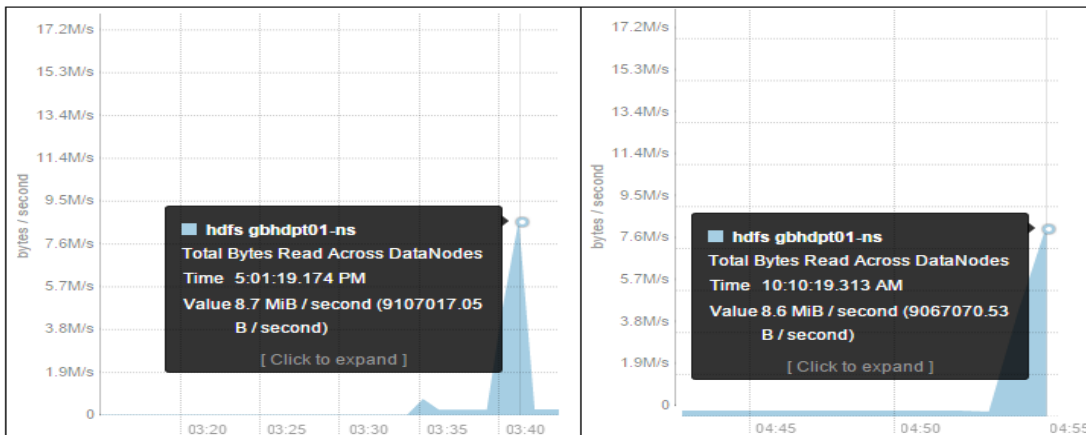 17.2M/s
15.3M/s
13.4M/s
11.4M/s
9.5M/s
7.6M/s
5.7M/s
3.8M/s
1.9M/s
0
bytes / second
hdfs gbhdpt01-ns
Total Bytes Read Across DataNodes
Time 5:01:19.174 PM
Value 8.7 MiB / second (9107017.05
B / second)
[ Click to expand ]
03:20 03:25 03:30 03:35 03:40
17.2M/s
15.3M/s
13.4M/s
11.4M/s
9.5M/s
7.6M/s
5.7M/s
3.8M/s
1.9M/s
0
bytes / second
hdfs gbhdpt01-ns
Total Bytes Read Across DataNodes
Time 10:10:19.313 AM
Value 8.6 MiB / second (9067070.53
B / second)
[ Click to expand ]
04:45 04:50 04:55